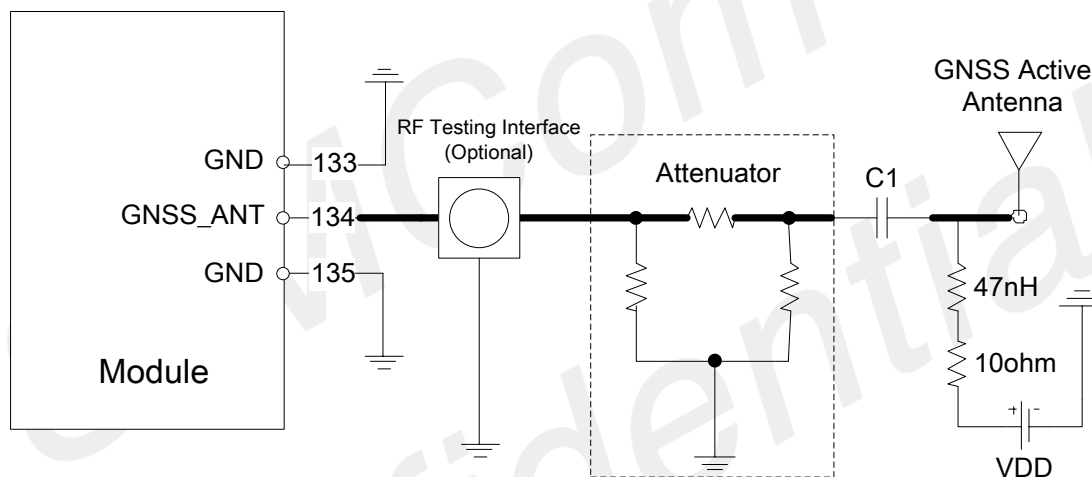 GNSS Active
Antenna
RF Testing Interface
(Optional)
GND
133
Attenuator
C1
GNSS_ANT
134
GND
135
47nH
Module
10ohm
+ -
VDD